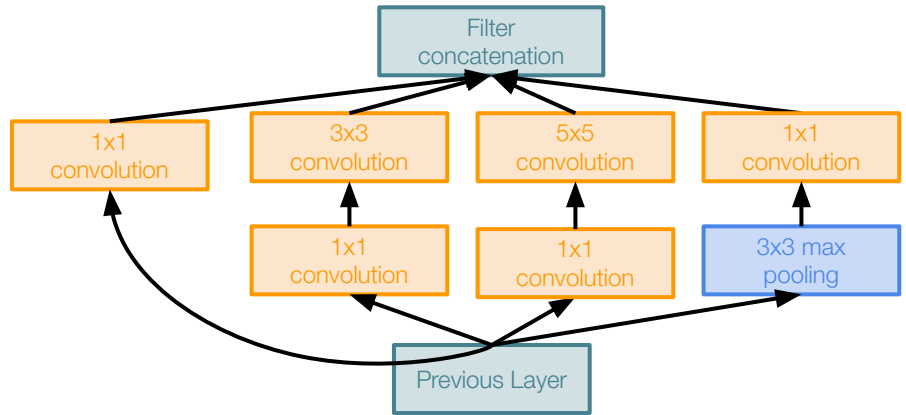 Filter
concatenation
1x1
convolution
3x3
convolution
5x5
convolution
1x1
convolution
1x1
convolution
1x1
convolution
3x3 max
pooling
Previous Layer